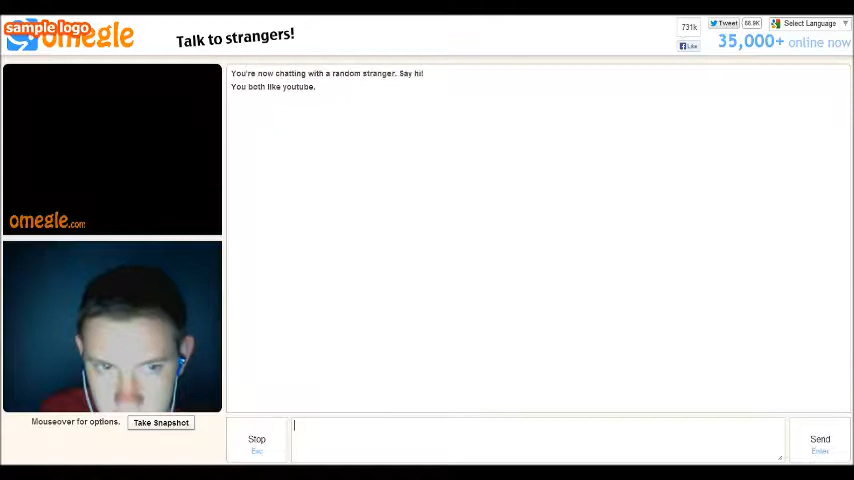 sample logo
omegle
Talk to strangers!
731k
Like
Tweet
Select Language
35,000+ online now
You're now chatting with a random stranger. Say hi!
You both like youtube.
omegle.com
Mouseover for options.
Take Snapshot
Stop
Esc
Send
Enter